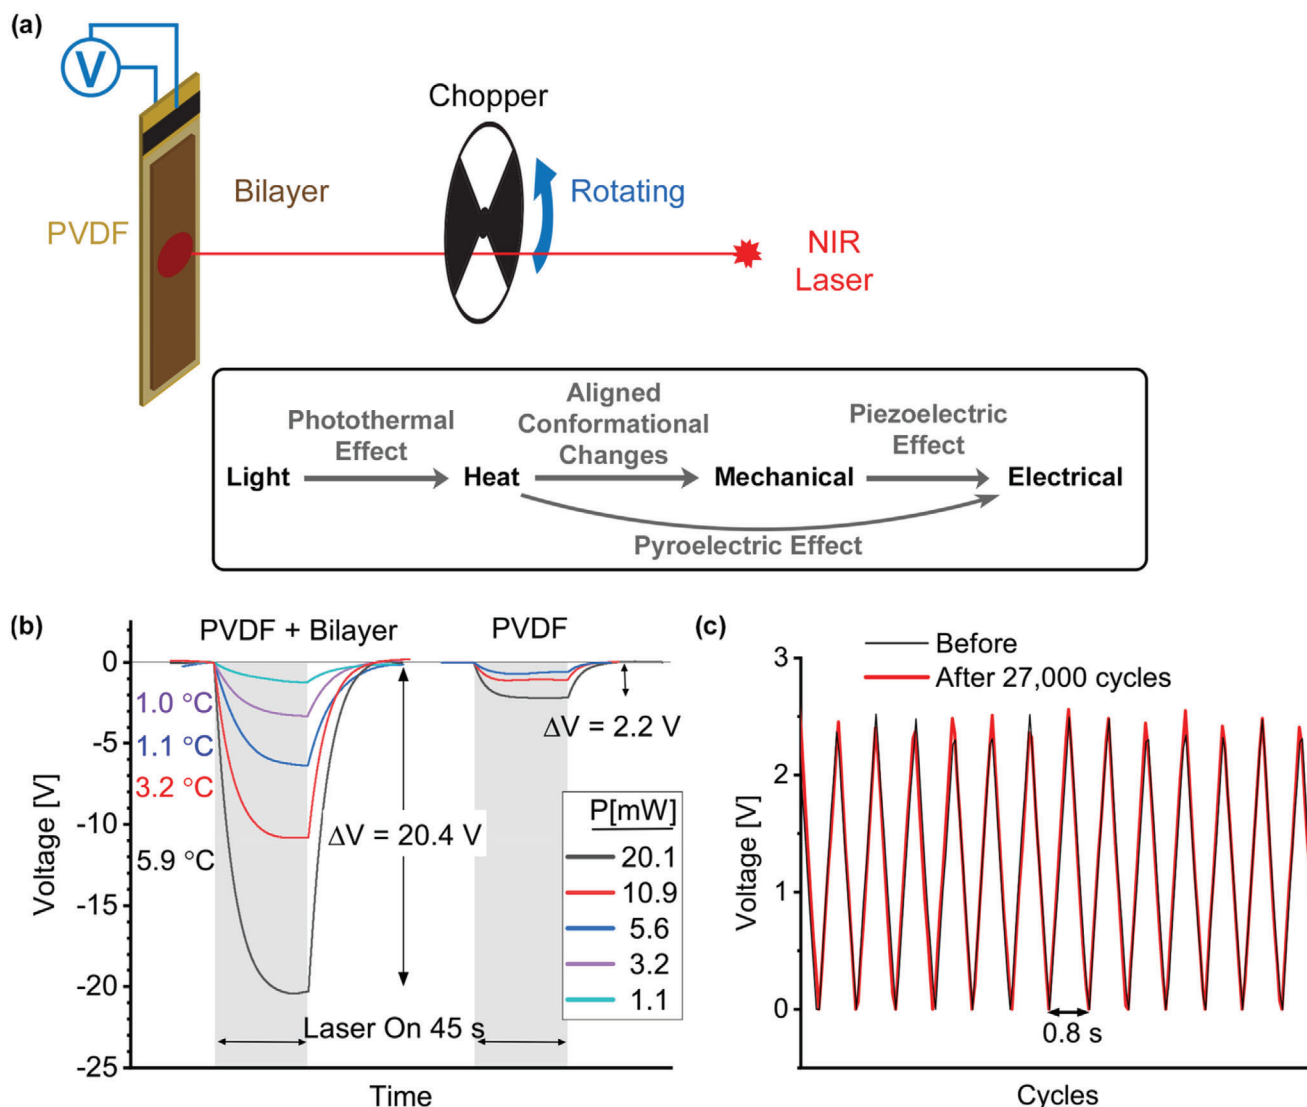 (a)
V
Chopper
Bilayer
Rotating
PVDF
NIR
Laser
Aligned
Photothermal
Conformational
Piezoelectric
Effect
Changes
Effect
Light
Heat
Mechanical
Electrical
Pyroelectric Effect
(b)
PVDF + Bilayer
PVDF
0
-5
-10
-15
-20
-25
Voltage [V]
1.0 °C
1.1 °C
3.2 °C
5.9 °C
ΔV = 20.4 V
ΔV = 2.2 V
P[mW]
20.1
10.9
5.6
3.2
1.1
Laser On 45 s
Time
(c)
Before
After 27,000 cycles
3
2
1
0
Voltage [V]
0.8 s
Cycles